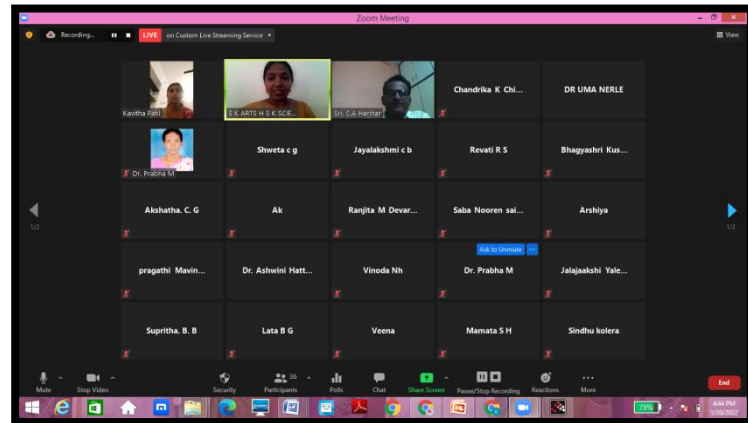 Zoom Meeting
Recording...
LIVE on Custom Live Streaming Service
View
Kavitha Patil
S K ARTS H S K SCIE...
Sri. C.A Harihar
Chandrika K Chi...
DR UMA NERLE
Dr. Prabha M
Shweta c g
Jayalakshmi c b
Revati R S
Bhagyashri Kus...
Akshatha. C. G
Ak
Ranjita M Devar...
Saba Nooren sai...
Arshiya
1/2
1/2
Ask to Unmute ...
pragathi Mavin...
Dr. Ashwini Hatt...
Vinoda Nh
Dr. Prabha M
Jalajaakshi Yale...
Supritha. B. B
Lata B G
Veena
Mamata S H
Sindhu kolera
Mute
Stop Video
Security
Participants 36
Polls
Chat
Share Screen
Pause/Stop Recording
Reactions
More
End
79%
4:44 PM
5/20/2022